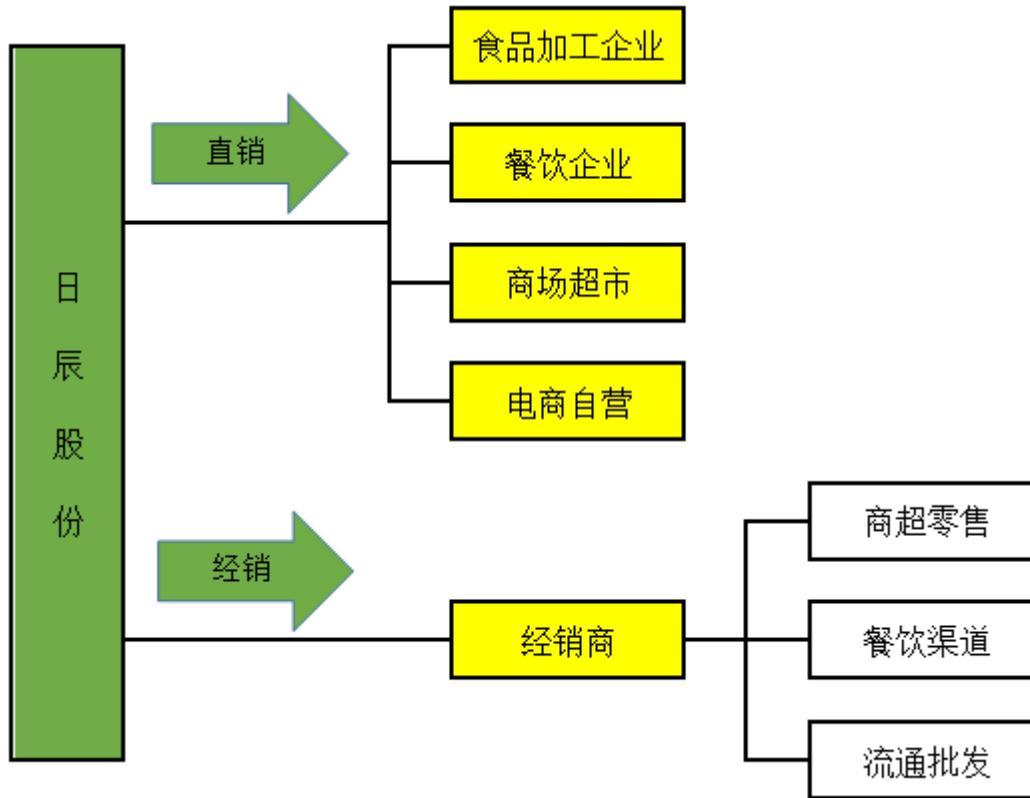 日辰股份
直销
食品加工企业
餐饮企业
商场超市
电商自营
经销
经销商
商超零售
餐饮渠道
流通批发